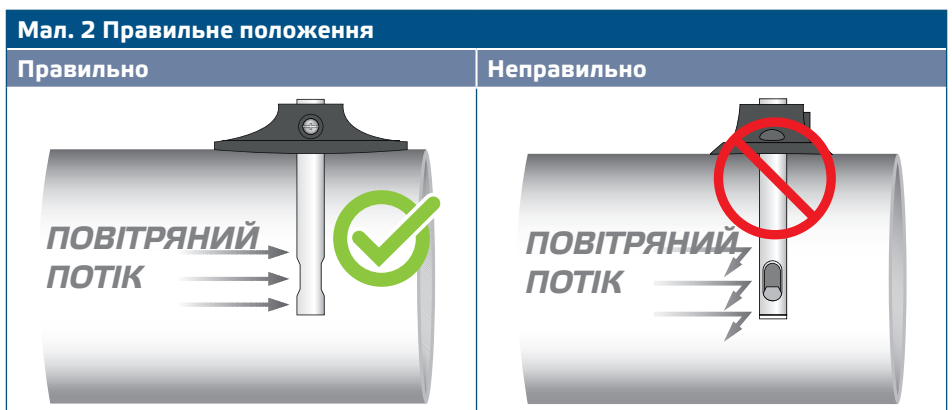 Мал. 2 Правильне положення
Правильно
Неправильно
ПОВІТРЯНИЙ
ПОТІК
ПОВІТРЯНИЙ
ПОТІК